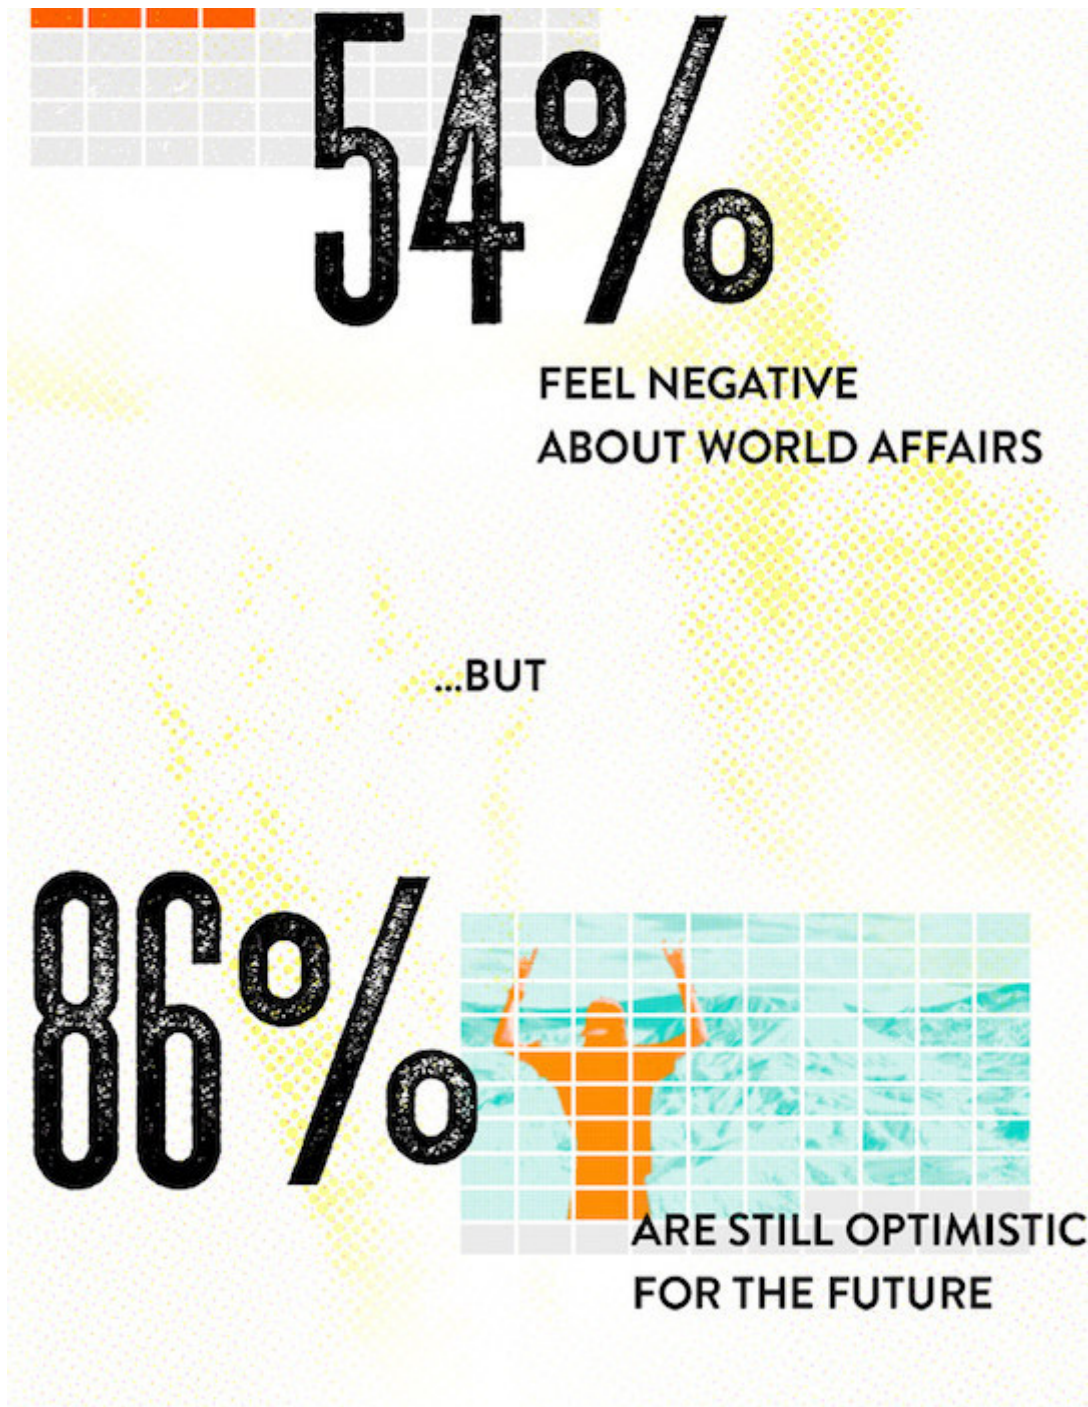 54%
FEEL NEGATIVE
ABOUT WORLD AFFAIRS
...BUT
86%
ARE STILL OPTIMISTIC
FOR THE FUTURE